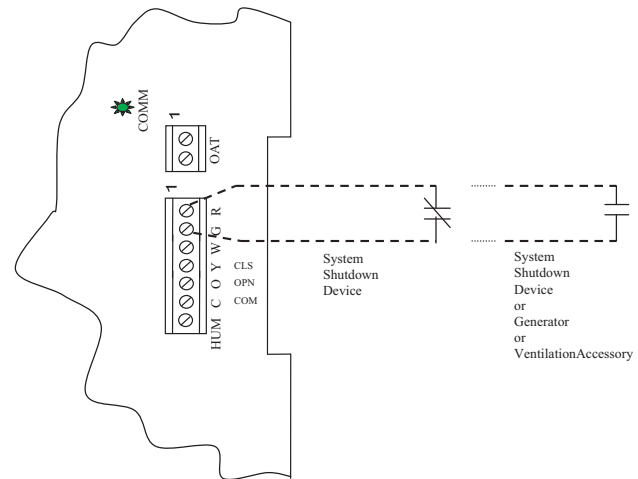 COMM
1
OAT
1
R
G
W
Y
O
C
HUM
CLS
OPN
COM
System
Shutdown
Device
System
Shutdown
Device
or
Generator
or
VentilationAccessory